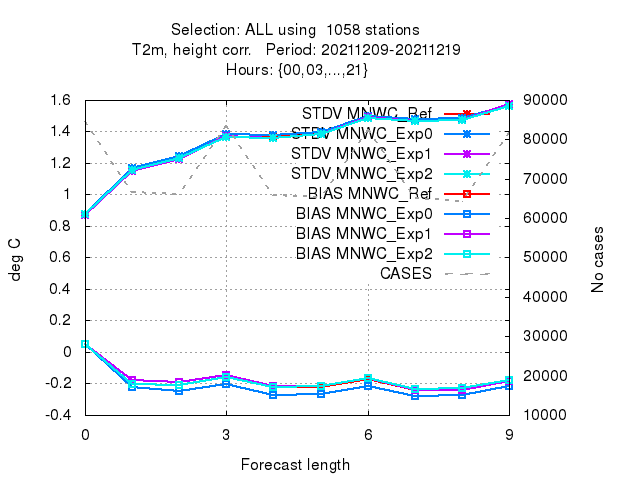 Selection: ALL using  1058 stations
T2m, height corr.   Period: 20211209-20211219
Hours: {00,03,...,21}
1.6
1.4
1.2
1
0.8
0.6
0.4
0.2
0
-0.2
-0.4
deg C
STDV MNWC_Ref
STDV MNWC_Exp0
STDV MNWC_Exp1
STDV MNWC_Exp2
BIAS MNWC_Ref
BIAS MNWC_Exp0
BIAS MNWC_Exp1
BIAS MNWC_Exp2
CASES
90000
80000
70000
60000
50000
40000
30000
20000
10000
No cases
0 3 6 9
Forecast length